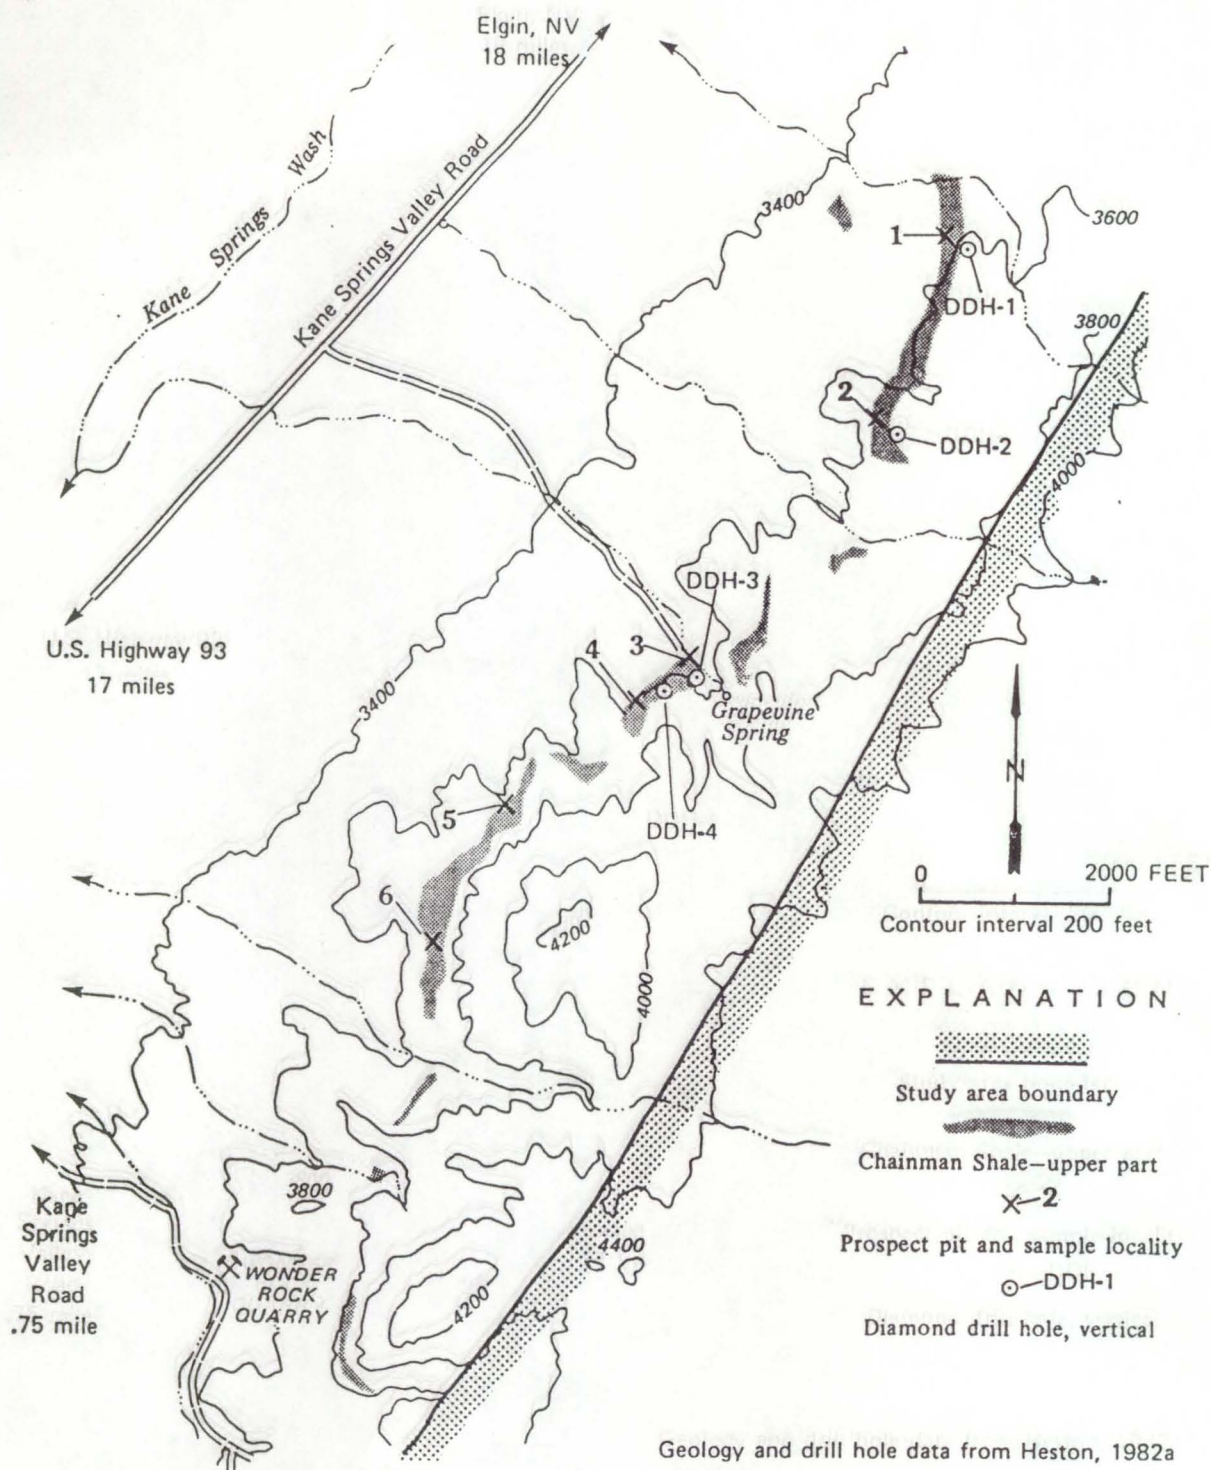 Elgin, NV
18 miles
Kane Springs Wash
Kane Springs Valley Road
3400
3600
1
DDH-1
3800
2
DDH-2
4000
DDH-3
U.S. Highway 93
17 miles
3
4
3400
Grapevine
Spring
N
5
DDH-4
0 2000 FEET
Contour interval 200 feet
6
4200
4000
EXPLANATION
Study area boundary
Chainman Shale—upper part
2
Prospect pit and sample locality
DDH-1
Diamond drill hole, vertical
3800
Kane
Springs
Valley
Road
.75 mile
WONDER
ROCK
QUARRY
4400
4200
Geology and drill hole data from Heston, 1982a